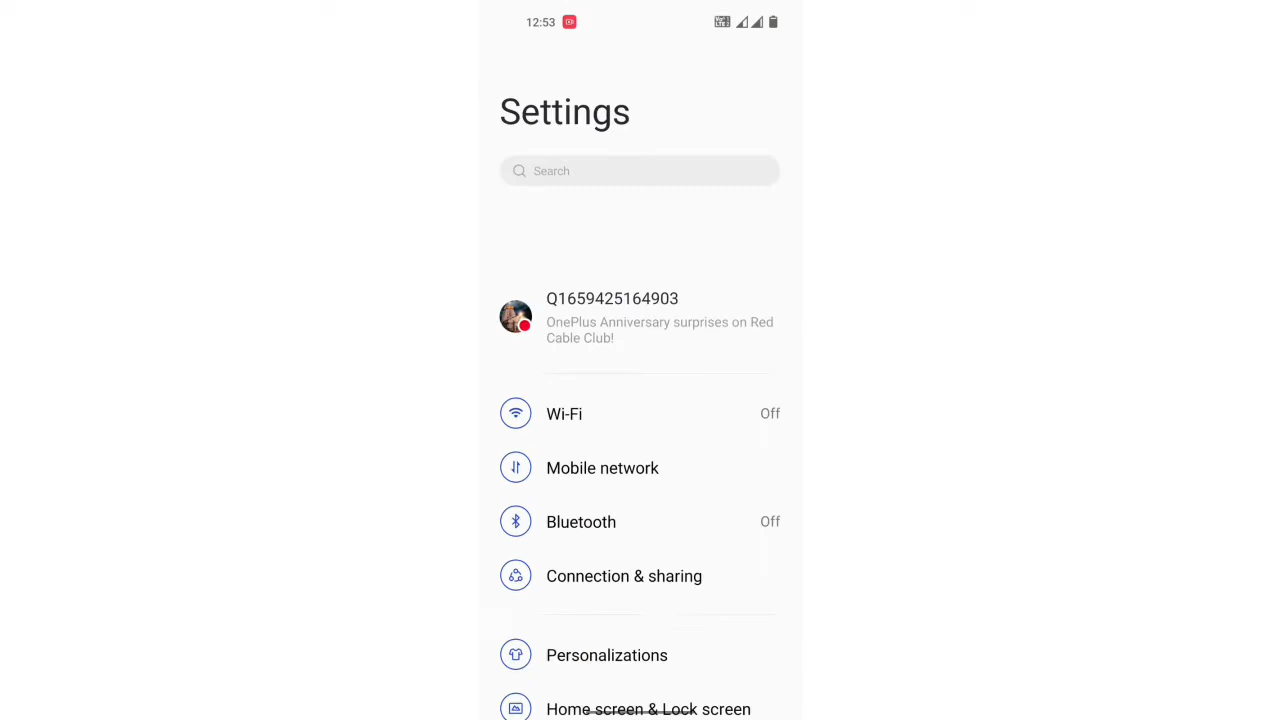 12:53
Settings
Search
Q1659425164903
OnePlus Anniversary surprises on Red
Cable Club!
Wi-Fi Off
Mobile network
Bluetooth Off
Connection & sharing
Personalizations
Home screen & Lock screen